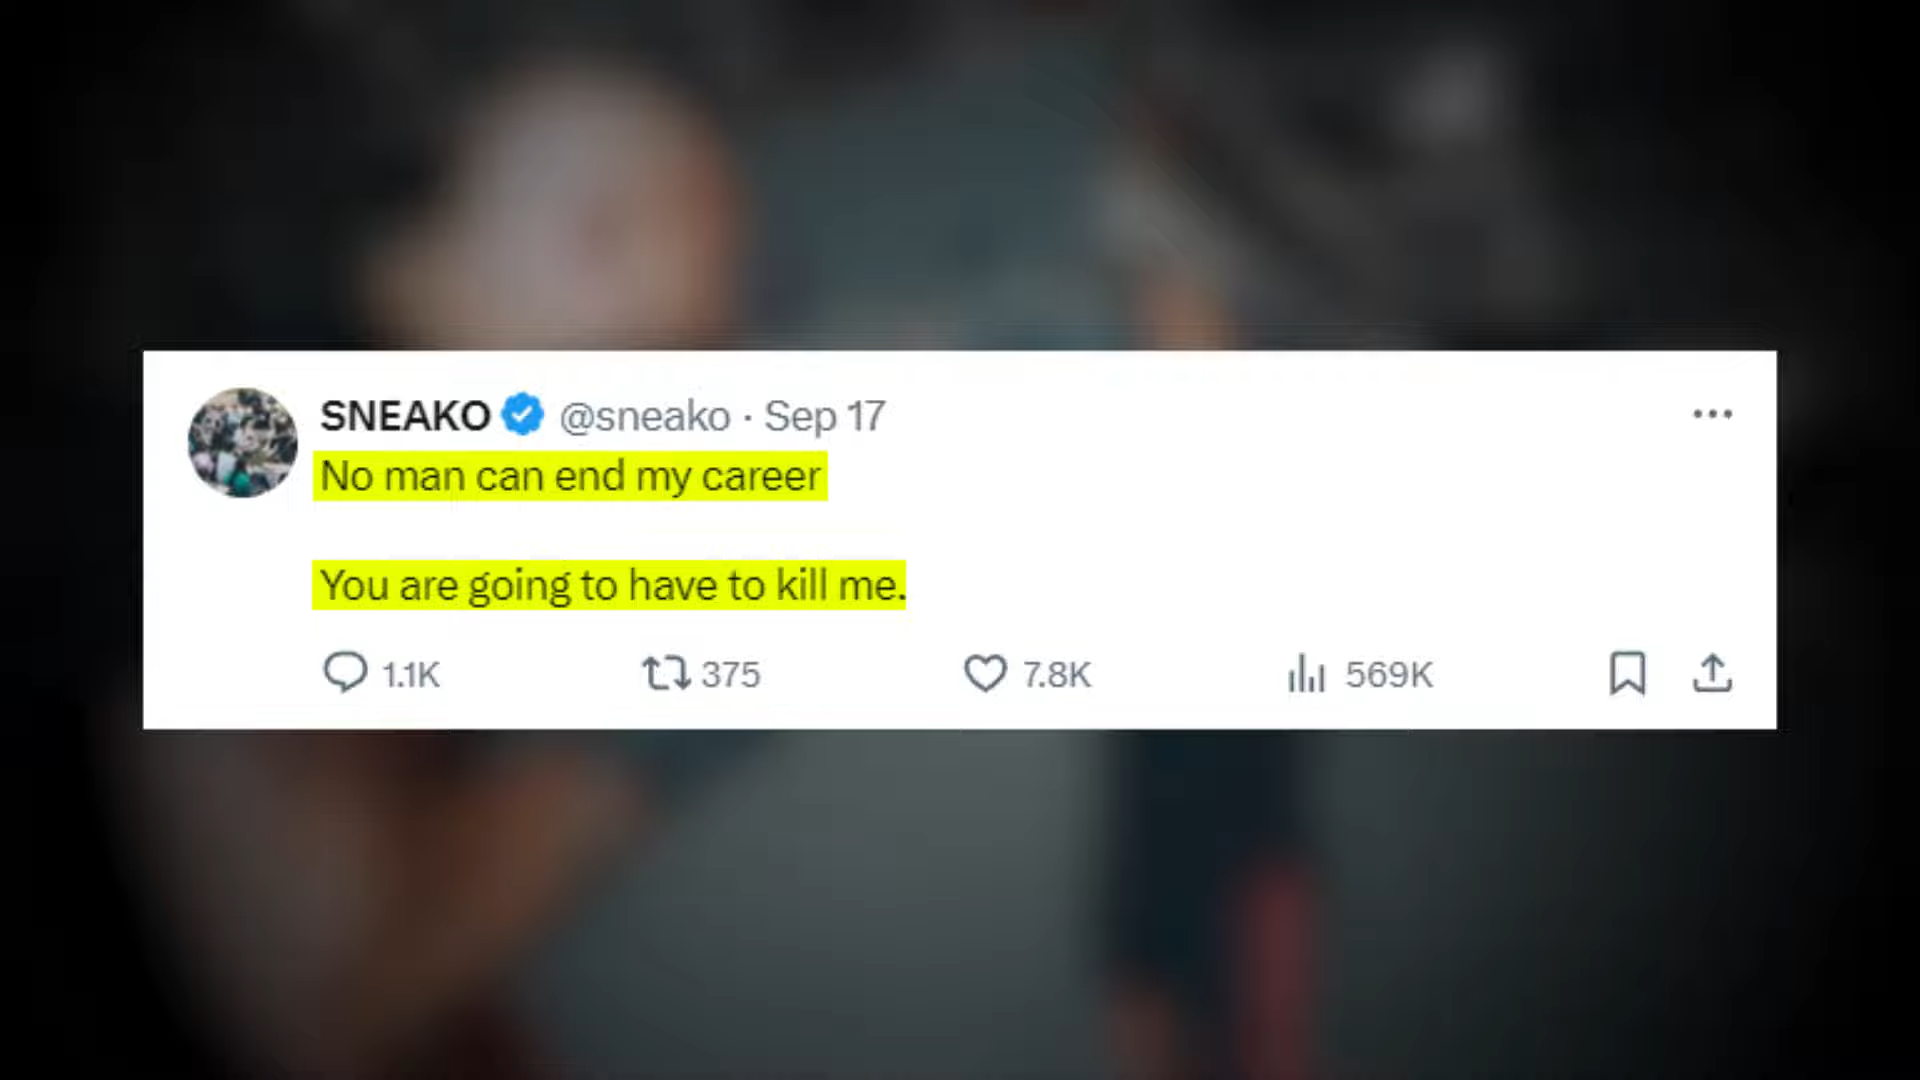 SNEAKO @sneako · Sep 17
No man can end my career
You are going to have to kill me.
1.1K 375 7.8K 569K